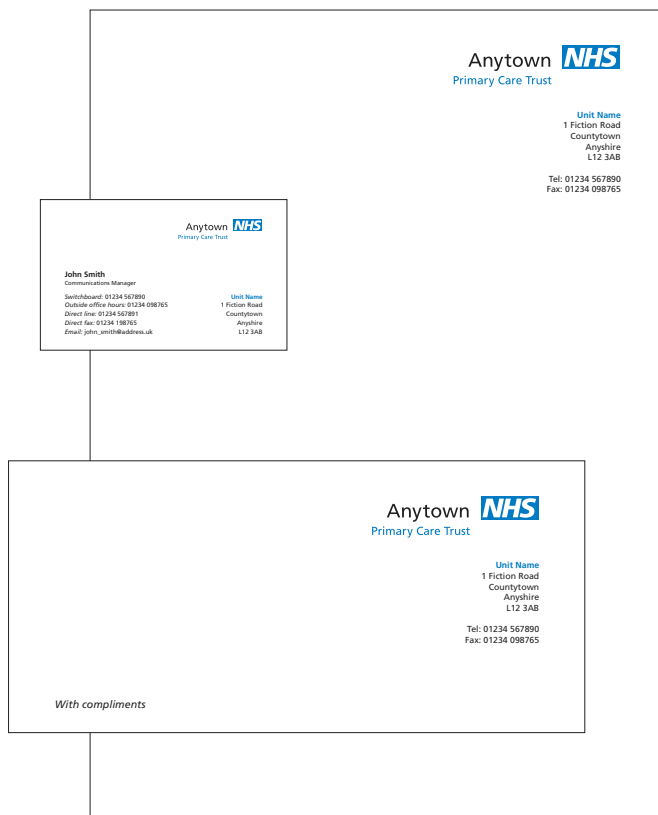 Anytown NHS
Primary Care Trust
Unit Name
1 Fiction Road
Countytown
Anyshire
L12 3AB
Tel: 01234 567890
Fax: 01234 098765
Anytown NHS
Primary Care Trust
John Smith
Communications Manager
Switchboard: 01234 567890
Outside office hours: 01234 098765
Direct line: 01234 567891
Direct fax: 01234 198765
Email: john_smith@address.uk
Unit Name
1 Fiction Road
Countytown
Anyshire
L12 3AB
Anytown NHS
Primary Care Trust
Unit Name
1 Fiction Road
Countytown
Anyshire
L12 3AB
Tel: 01234 567890
Fax: 01234 098765
With compliments